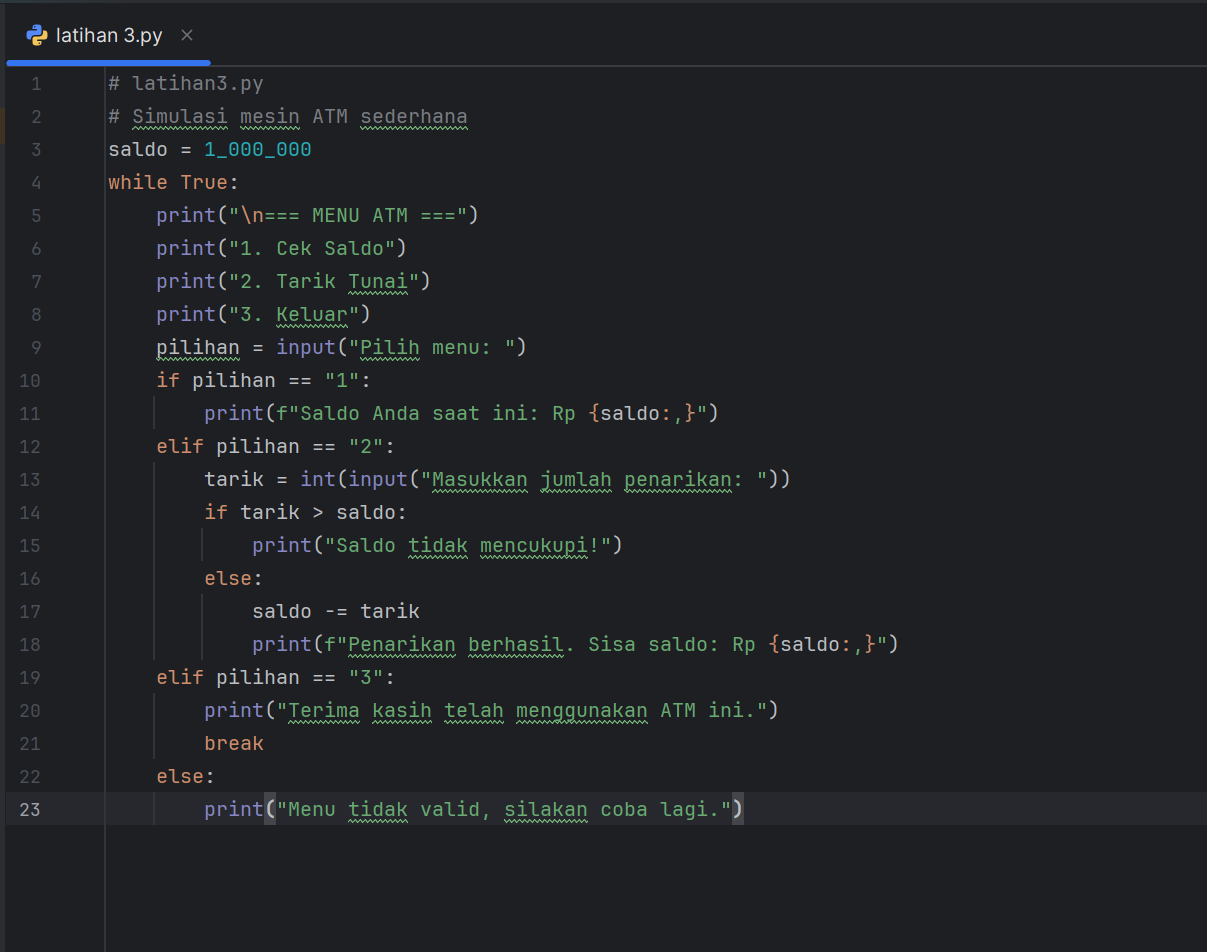 latihan 3.py
1 # latihan3.py
2 # Simulasi mesin ATM sederhana
3 saldo = 1_000_000
4 while True:
5     print("\n=== MENU ATM ===")
6     print("1. Cek Saldo")
7     print("2. Tarik Tunai")
8     print("3. Keluar")
9     pilihan = input("Pilih menu: ")
10     if pilihan == "1":
11         print(f"Saldo Anda saat ini: Rp {saldo:,}")
12     elif pilihan == "2":
13         tarik = int(input("Masukkan jumlah penarikan: "))
14         if tarik > saldo:
15             print("Saldo tidak mencukupi!")
16         else:
17             saldo -= tarik
18             print(f"Penarikan berhasil. Sisa saldo: Rp {saldo:,}")
19     elif pilihan == "3":
20         print("Terima kasih telah menggunakan ATM ini.")
21         break
22     else:
23         print("Menu tidak valid, silakan coba lagi.")